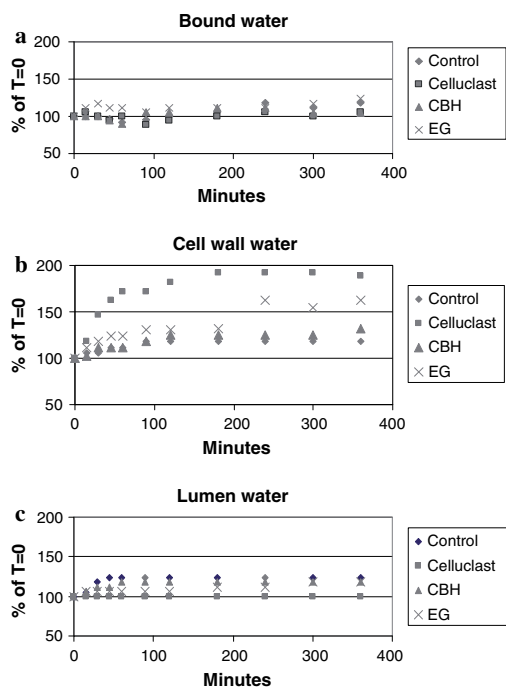 Bound water
a
200
150
100
50
% of T=0
0 100 200 300 400
Minutes
Control
Celluclast
CBH
EG
Cell wall water
b
200
150
100
50
% of T=0
0 100 200 300 400
Minutes
Control
Celluclast
CBH
EG
Lumen water
c
200
150
100
50
% of T=0
0 100 200 300 400
Minutes
Control
Celluclast
CBH
EG